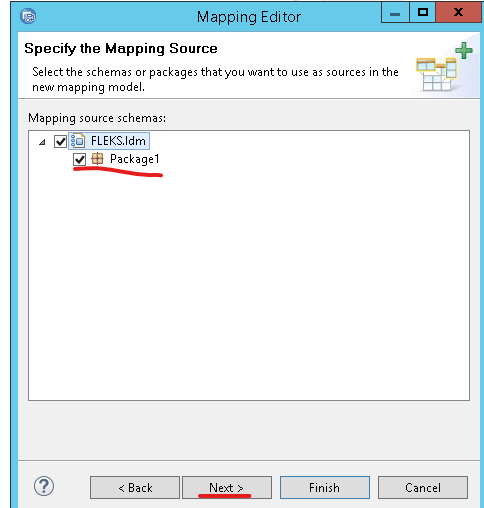 Mapping Editor
x
Specify the Mapping Source
Select the schemas or packages that you want to use as sources in the
new mapping model.
Mapping source schemas:
FLEKS.ldm
Package1
?
< Back
Next >
Finish
Cancel